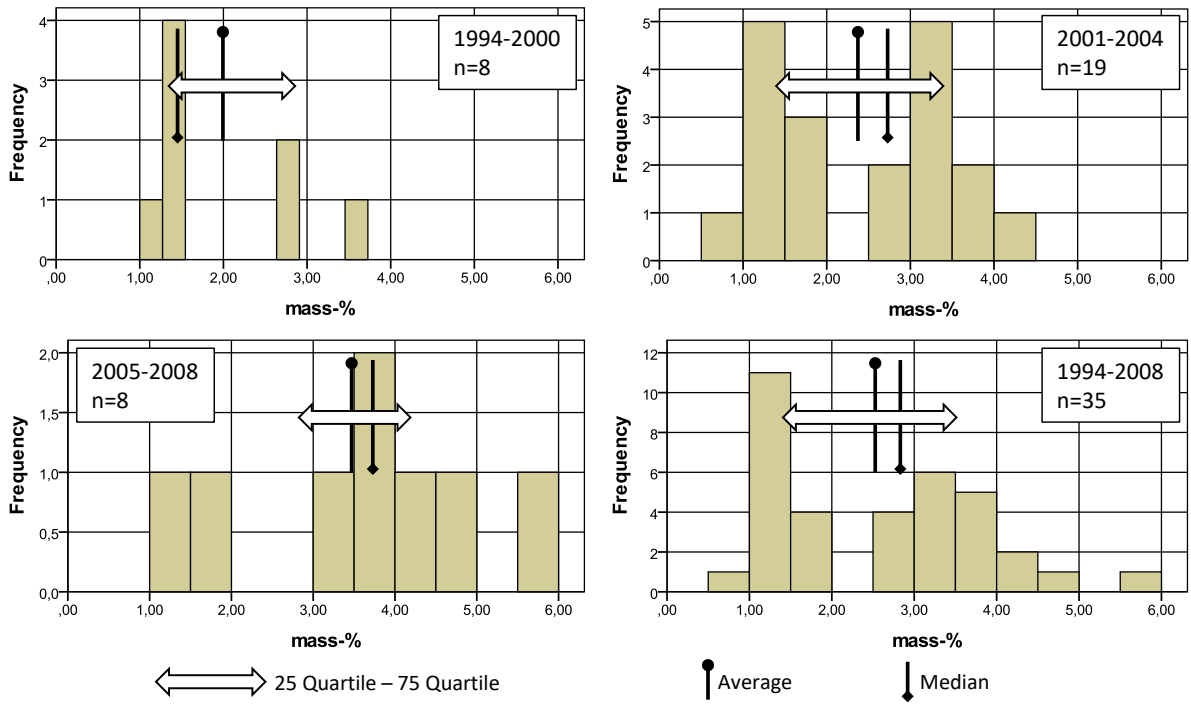 1994-2000
n=8
Frequency
4
3
2
1
0
,00 1,00 2,00 3,00 4,00 5,00 6,00
mass-%
2001-2004
n=19
Frequency
5
4
3
2
1
0
,00 1,00 2,00 3,00 4,00 5,00 6,00
mass-%
2005-2008
n=8
Frequency
2,0
1,5
1,0
0,5
0,0
,00 1,00 2,00 3,00 4,00 5,00 6,00
mass-%
1994-2008
n=35
Frequency
12
10
8
6
4
2
0
,00 1,00 2,00 3,00 4,00 5,00 6,00
mass-%
25 Quartile – 75 Quartile
Average
Median